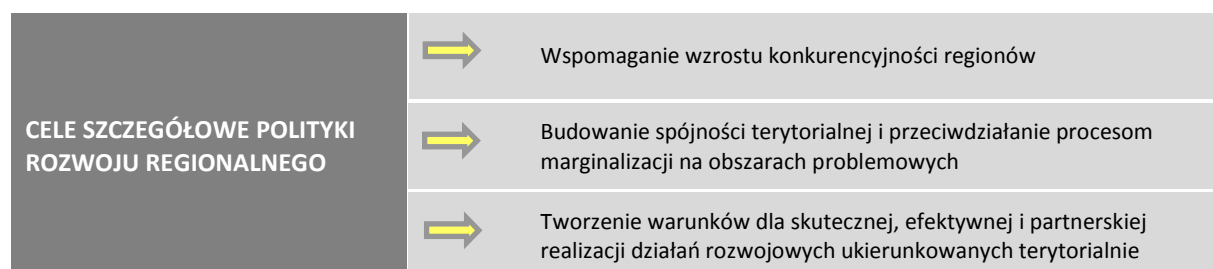 CELE SZCZEGÓŁOWE POLITYKI
ROZWOJU REGIONALNEGO
Wspomaganie wzrostu konkurencyjności regionów
Budowanie spójności terytorialnej i przeciwdziałanie procesom
marginalizacji na obszarach problemowych
Tworzenie warunków dla skutecznej, efektywnej i partnerskiej
realizacji działań rozwojowych ukierunkowanych terytorialnie